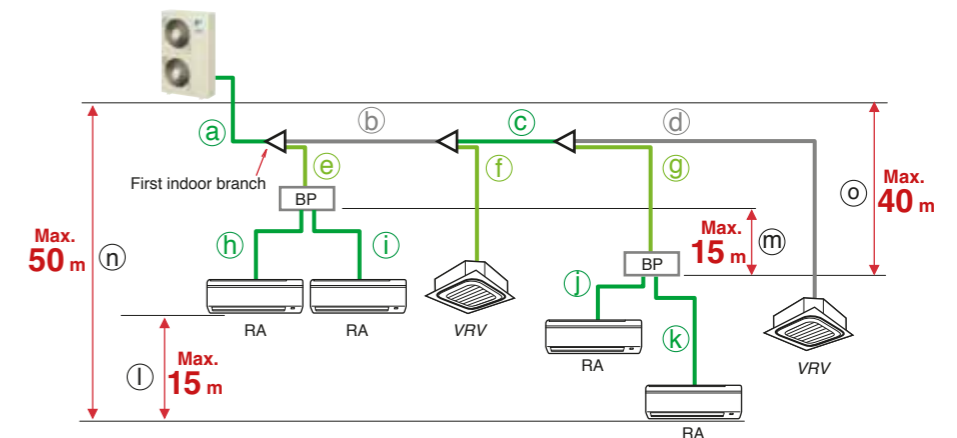 ⓐ
ⓑ
ⓒ
ⓓ
First indoor branch
ⓔ
ⓕ
ⓖ
BP
Max.
50 m
ⓝ
ⓗ
ⓘ
Max.
15 m
ⓜ
Max.
40 m
ⓞ
BP
ⓙ
ⓚ
RA
RA
VRV
RA
VRV
ⓛ
Max.
15 m
RA